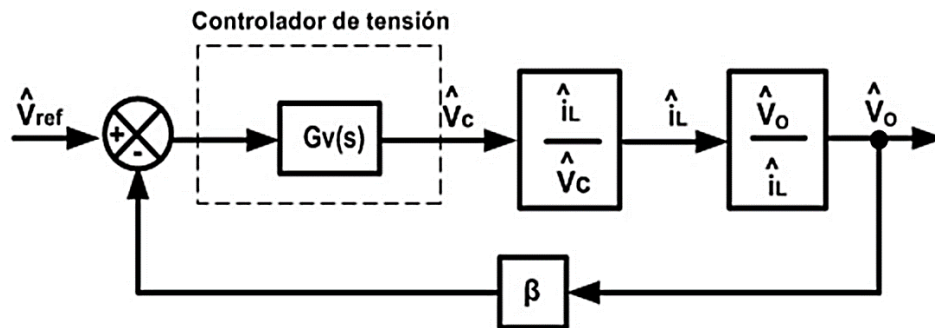 Controlador de tensión
V̂ref
+
-
Gv(s)
V̂c
îL
V̂c
îL
V̂o
îL
V̂o
β